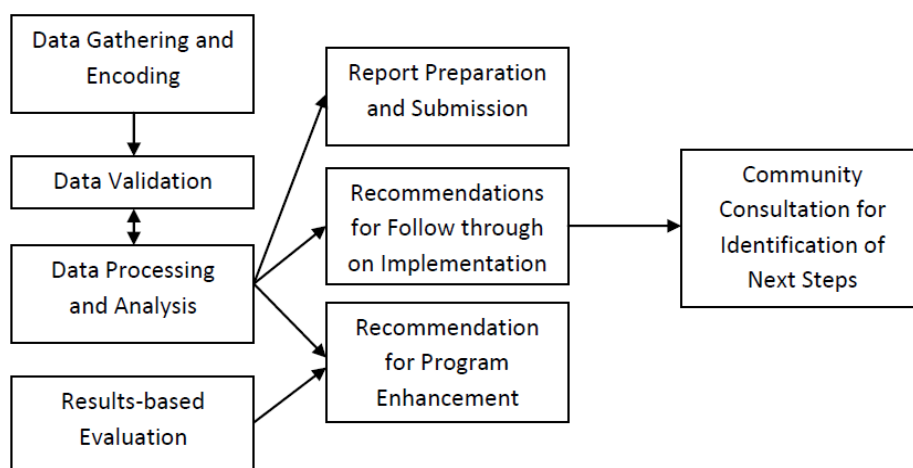 Data Gathering and
Encoding
Data Validation
Data Processing
and Analysis
Results-based
Evaluation
Report Preparation
and Submission
Recommendations
for Follow through
on Implementation
Recommendation
for Program
Enhancement
Community
Consultation for
Identification of
Next Steps